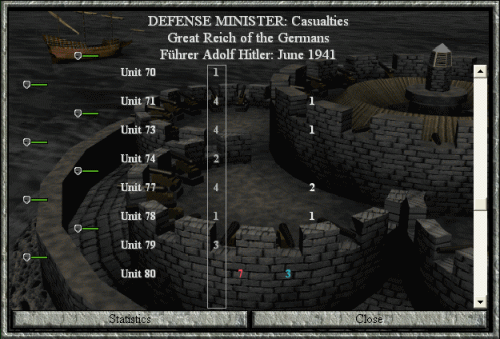 DEFENSE MINISTER: Casualties
Great Reich of the Germans
Führer Adolf Hitler: June 1941
Unit 70 1
Unit 71 4 1
Unit 73 4 1
Unit 74 2
Unit 77 4 2
Unit 78 1 1
Unit 79 3
Unit 80 7 3
Statistics Close